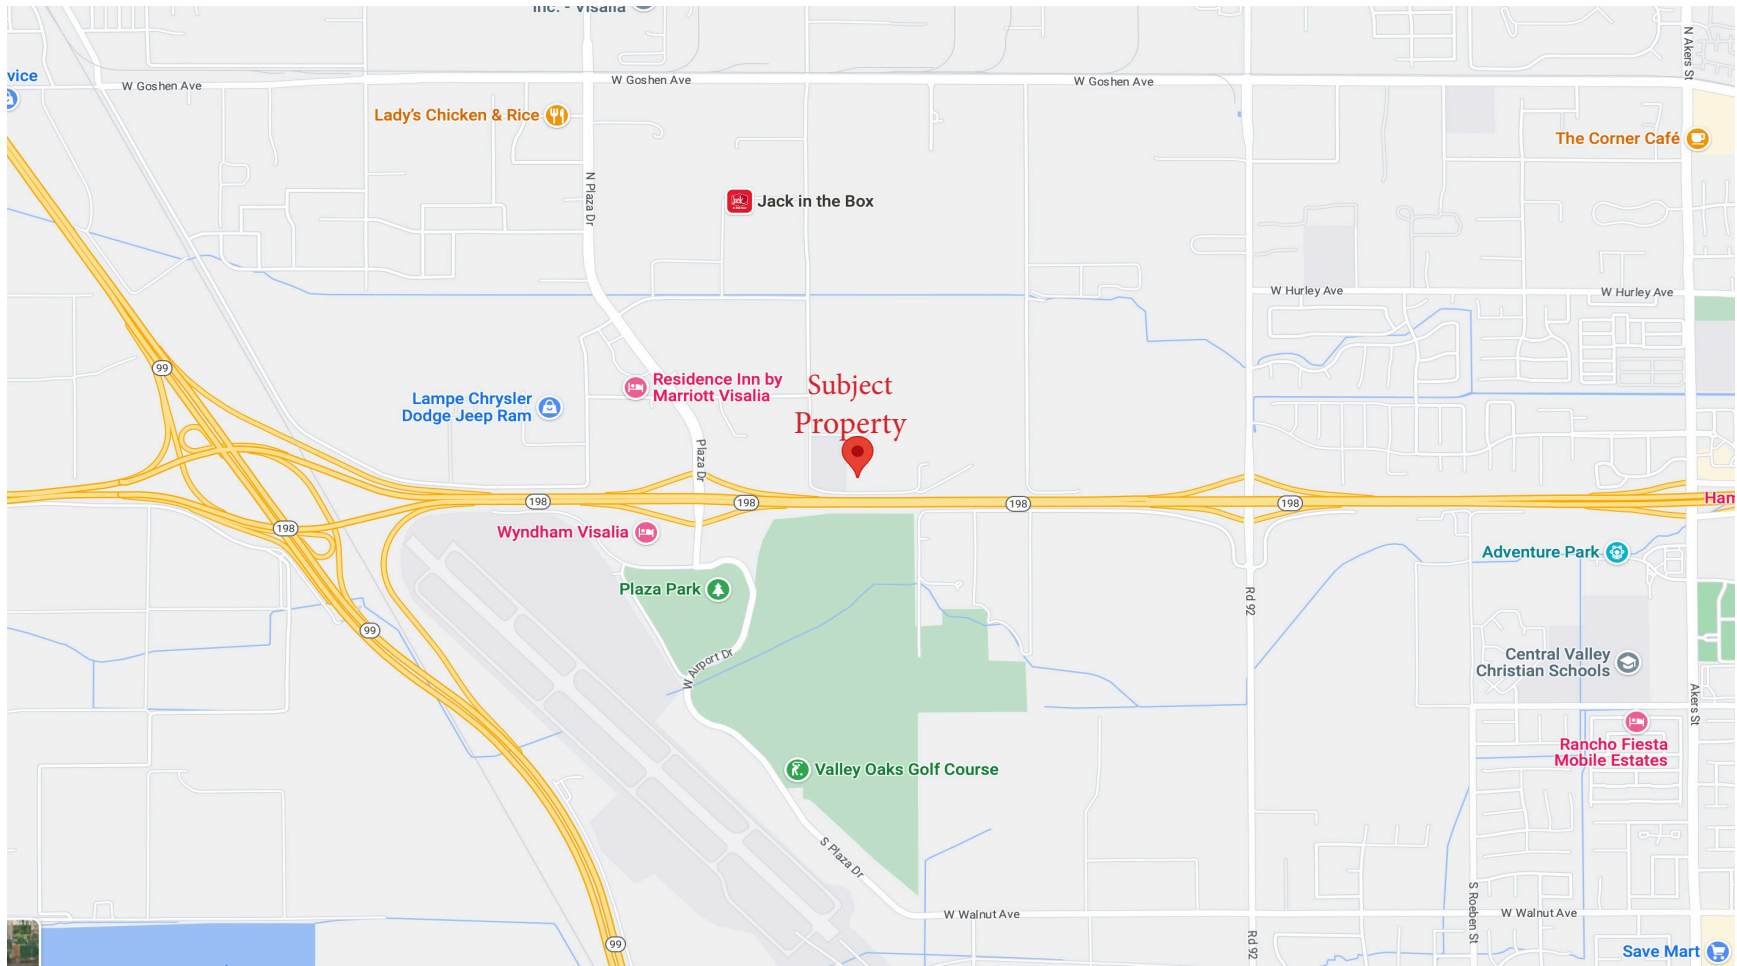 Inc. - Visalia
N Akers St
vice
W Goshen Ave
W Goshen Ave
W Goshen Ave
Lady's Chicken & Rice
The Corner Café
N Plaza Dr
Jack in the Box
W Hurley Ave
W Hurley Ave
99
Residence Inn by
Marriott Visalia
Subject
Property
Lampe Chrysler
Dodge Jeep Ram
Plaza Dr
198
198
198
198
Ham
198
Wyndham Visalia
Adventure Park
Plaza Park
Rd 92
99
W Airport Dr
Central Valley
Christian Schools
Akers St
Rancho Fiesta
Mobile Estates
Valley Oaks Golf Course
S Plaza Dr
S Roeben St
W Walnut Ave
W Walnut Ave
Rd 92
99
Save Mart